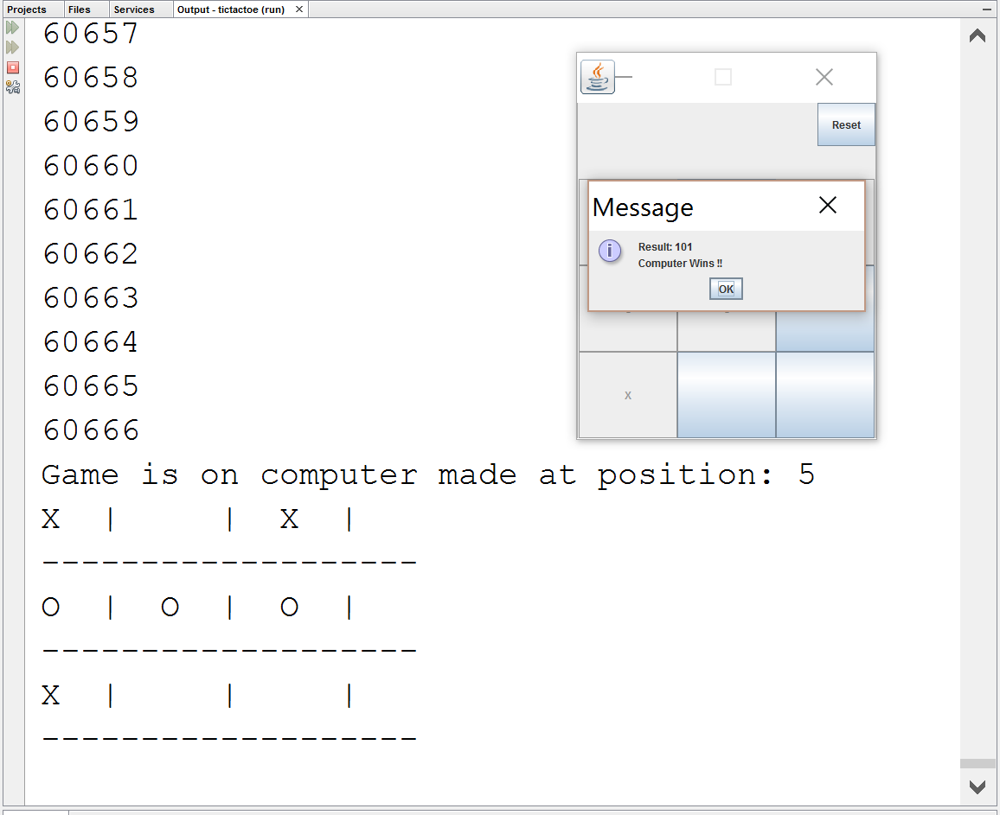 Projects Files Services Output - tictactoe (run)
60657
60658
60659
60660
60661
60662
60663
60664
60665
60666
Game is on computer made at position: 5
X | | X |
-------------------
O | O | O |
-------------------
X | | |
-------------------
Reset
Message
Result: 101
Computer Wins !!
OK
X